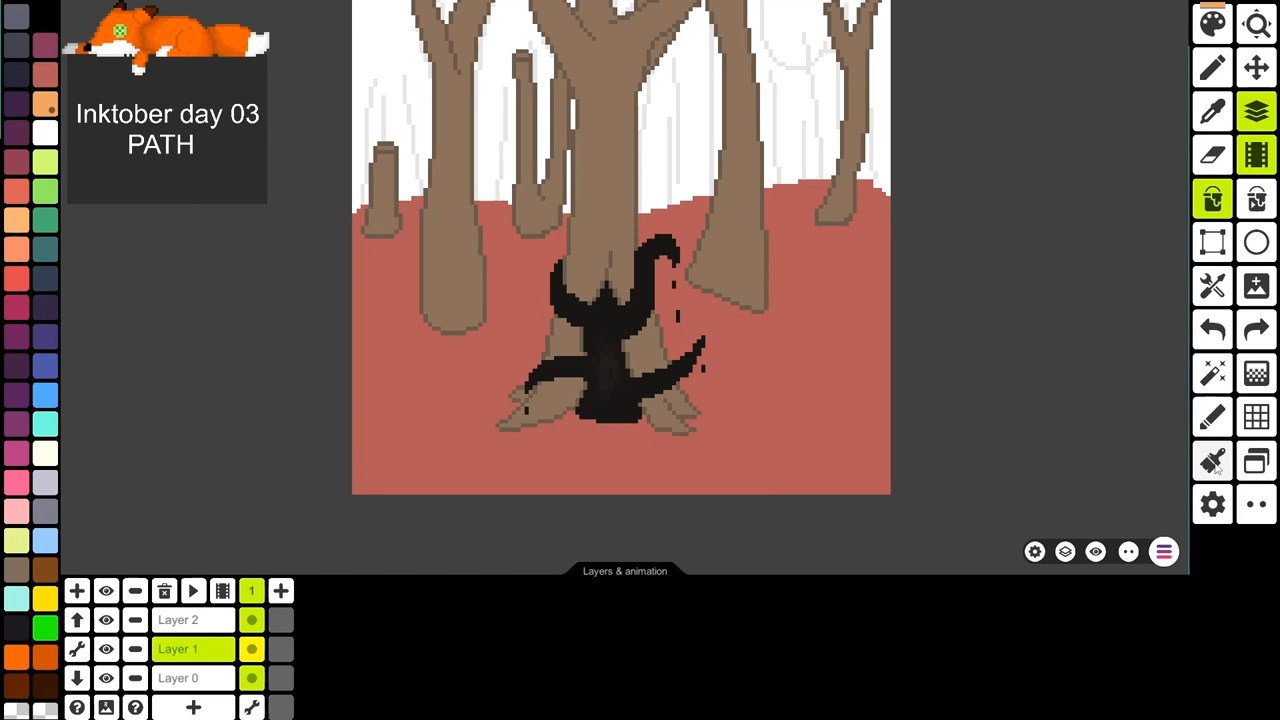 Inktober day 03
PATH
Layers & animation
1
Layer 2
Layer 1
Layer 0